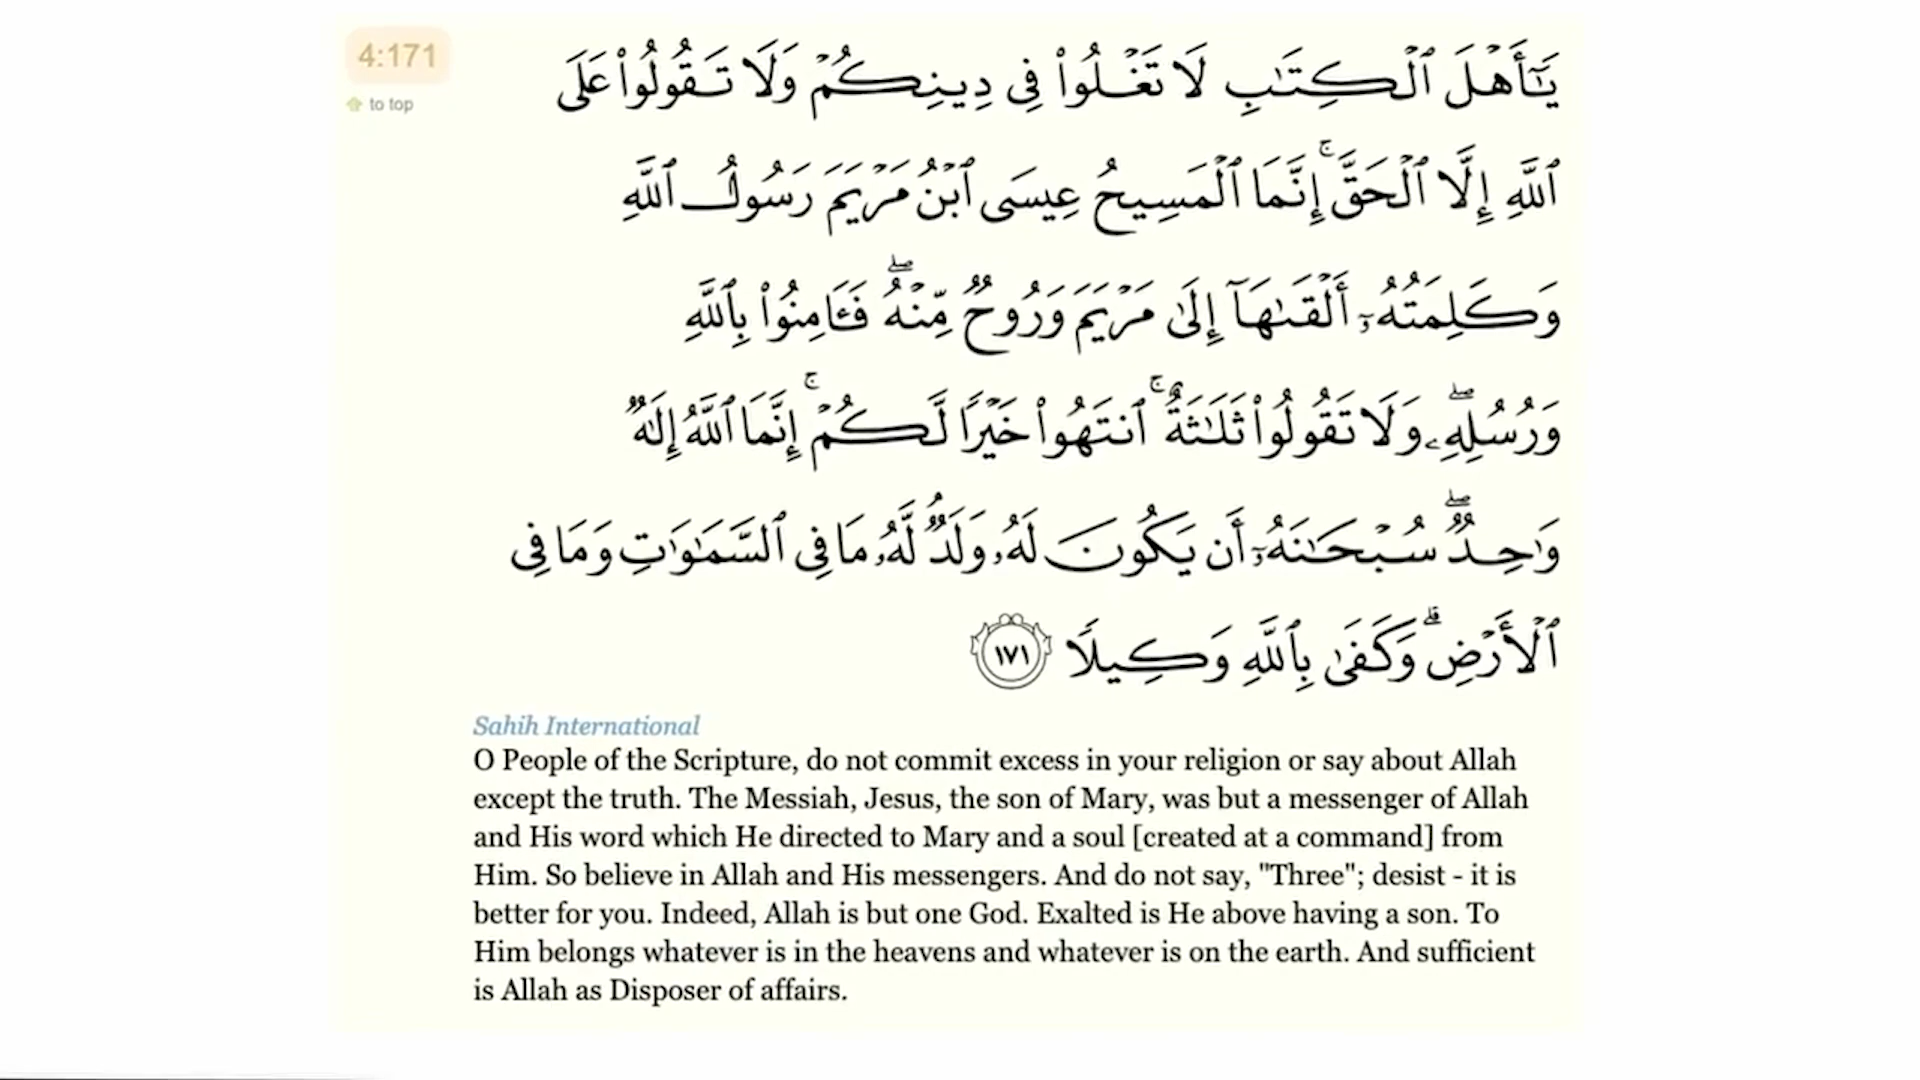 4:171
to top
يَـٰٓأَهْلَ ٱلْكِتَـٰبِ لَا تَغْلُوا۟ فِى دِينِكُمْ وَلَا تَقُولُوا۟ عَلَى
ٱللَّهِ إِلَّا ٱلْحَقَّ ۚ إِنَّمَا ٱلْمَسِيحُ عِيسَى ٱبْنُ مَرْيَمَ رَسُولُ ٱللَّهِ
وَكَلِمَتُهُۥٓ أَلْقَىٰهَآ إِلَىٰ مَرْيَمَ وَرُوحٌ مِّنْهُ ۖ فَـَٔامِنُوا۟ بِٱللَّهِ
وَرُسُلِهِۦ ۖ وَلَا تَقُولُوا۟ ثَلَـٰثَةٌ ۚ ٱنتَهُوا۟ خَيْرًا لَّكُمْ ۚ إِنَّمَا ٱللَّهُ إِلَـٰهٌ
وَٰحِدٌ ۖ سُبْحَـٰنَهُۥٓ أَن يَكُونَ لَهُۥ وَلَدٌ ۘ لَّهُۥ مَا فِى ٱلسَّمَـٰوَٰتِ وَمَا فِى
ٱلْأَرْضِ ۗ وَكَفَىٰ بِٱللَّهِ وَكِيلًا ١٧١
Sahih International
O People of the Scripture, do not commit excess in your religion or say about Allah
except the truth. The Messiah, Jesus, the son of Mary, was but a messenger of Allah
and His word which He directed to Mary and a soul [created at a command] from
Him. So believe in Allah and His messengers. And do not say, "Three"; desist - it is
better for you. Indeed, Allah is but one God. Exalted is He above having a son. To
Him belongs whatever is in the heavens and whatever is on the earth. And sufficient
is Allah as Disposer of affairs.